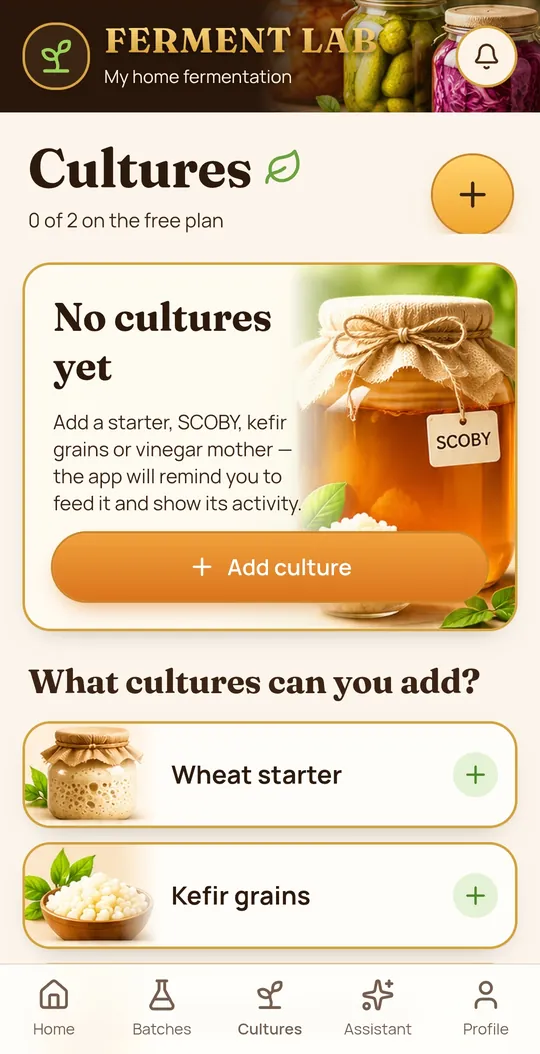 FERMENT LAB
My home fermentation
Cultures
0 of 2 on the free plan
No cultures
yet
Add a starter, SCOBY, kefir
grains or vinegar mother —
the app will remind you to
feed it and show its activity.
SCOBY
Add culture
What cultures can you add?
Wheat starter
Kefir grains
Home
Batches
Cultures
Assistant
Profile